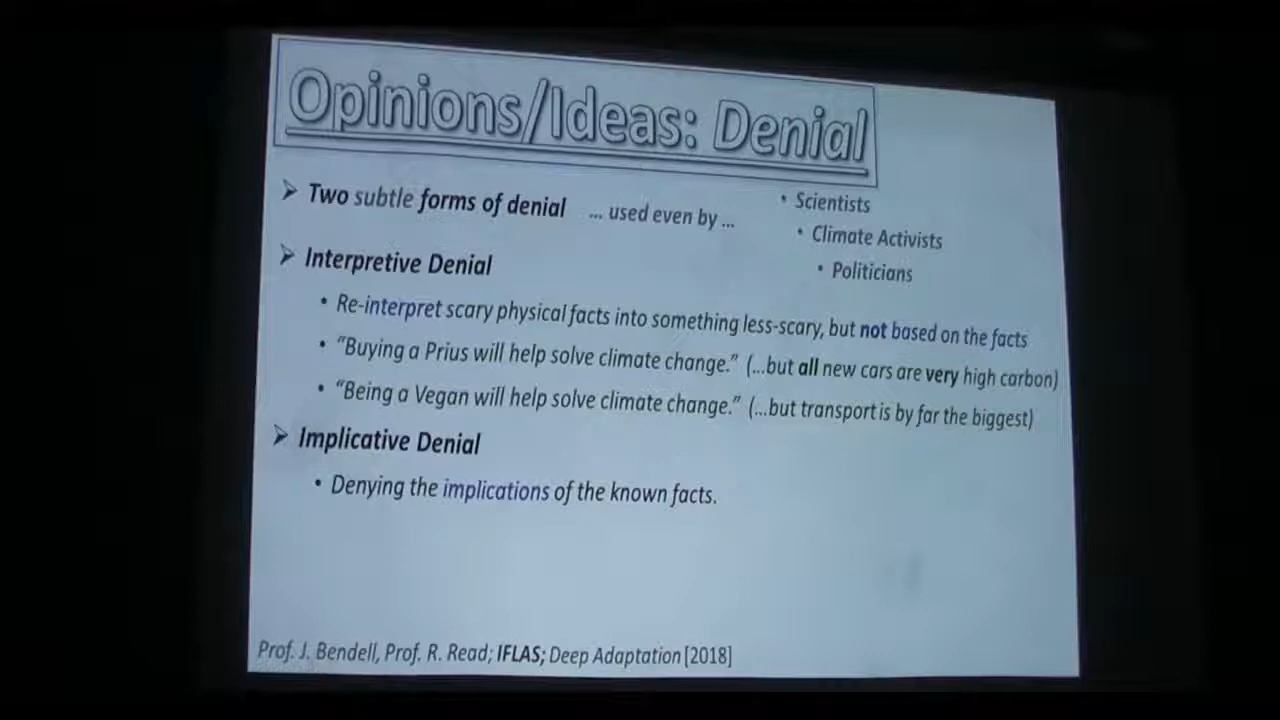 Opinions/Ideas: Denial
Two subtle forms of denial ... used even by ...
• Scientists
• Climate Activists
• Politicians
Interpretive Denial
• Re-interpret scary physical facts into something less-scary, but not based on the facts
• "Buying a Prius will help solve climate change." (...but all new cars are very high carbon)
• "Being a Vegan will help solve climate change." (...but transport is by far the biggest)
Implicative Denial
• Denying the implications of the known facts.
Prof. J. Bendell, Prof. R. Read; IFLAS; Deep Adaptation [2018]